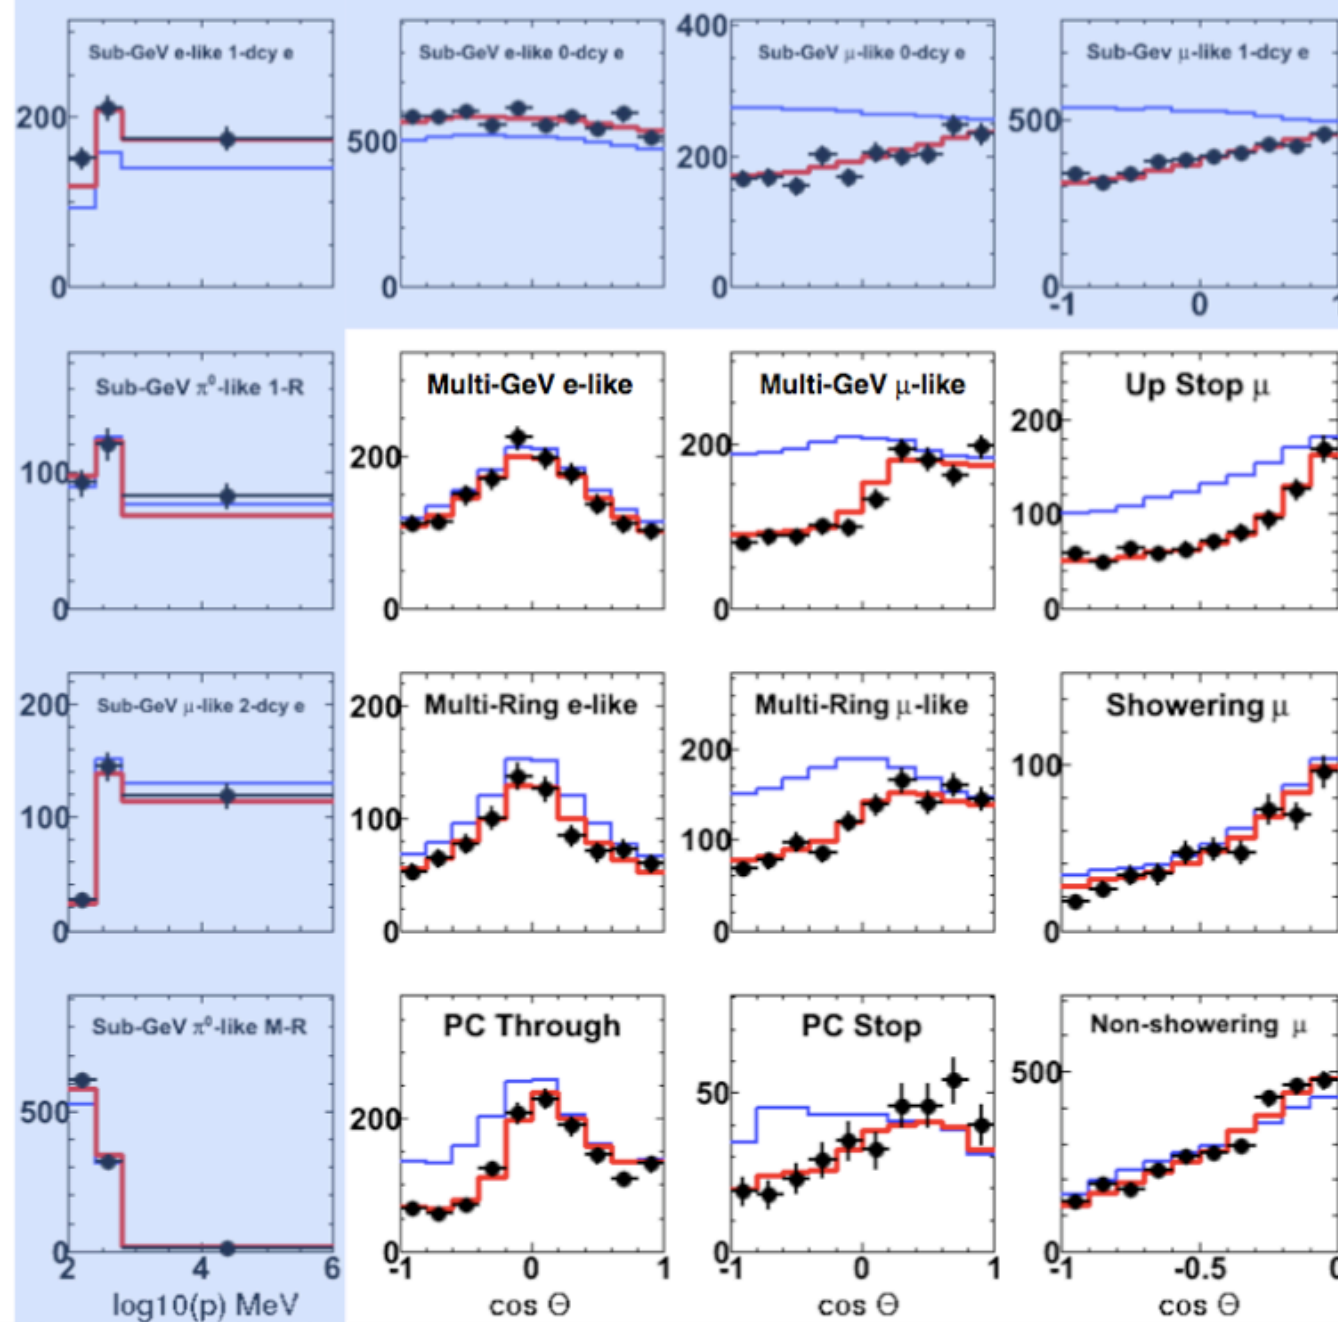 Sub-GeV e-like 1-dcy e
200
0
Sub-GeV e-like 0-dcy e
500
0
Sub-GeV μ-like 0-dcy e
400
200
0
Sub-Gev μ-like 1-dcy e
500
0
-1 0 1
Sub-GeV π⁰-like 1-R
100
0
Multi-GeV e-like
200
0
Multi-GeV μ-like
200
0
Up Stop μ
200
100
0
Sub-GeV μ-like 2-dcy e
200
100
0
Multi-Ring e-like
200
100
0
Multi-Ring μ-like
200
100
0
Showering μ
100
0
Sub-GeV π⁰-like M-R
500
0
2 4 6
log10(p) MeV
PC Through
200
0
-1 0 1
cos Θ
PC Stop
50
0
-1 0 1
cos Θ
Non-showering μ
500
0
-1 -0.5 0
cos Θ